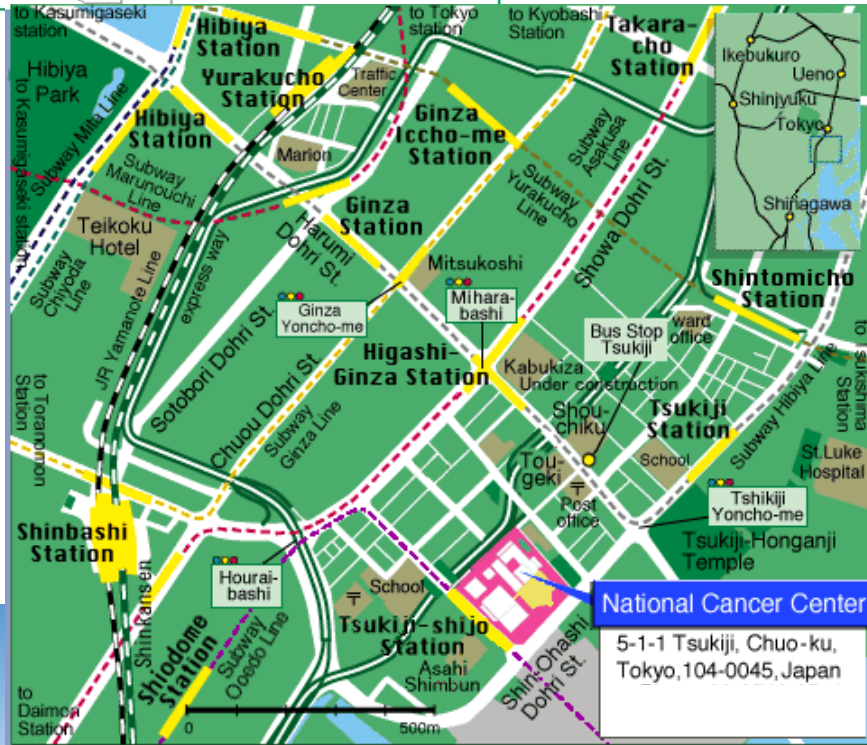 to Kasumigaseki
station
Hibiya
Station
to Tokyo
station
to Kyobashi
Station
Takara-
cho
Station
Hibiya
Park
Yurakucho
Station
Traffic
Center
Ikebukuro
Ueno
Shinjyuku
Tokyo
Shinagawa
to Kasumigaseki station
Subway Mita Line
Hibiya
Station
Ginza
Iccho-me
Station
Subway
Asakusa
Line
Marion
Subway
Marunouchi
Line
Subway
Yurakucho
Line
Showa Dohri St.
Teikoku
Hotel
Ginza
Station
Harumi
Dohri St.
Mitsukoshi
Subway
Chiyoda
Line
JR Yamanote Line
express way
Shintomicho
Station
Ginza
Yoncho-me
Mihara-
bashi
Bus Stop
Tsukiji
ward
office
Sotobori Dohri St.
Chuou Dohri St.
Subway
Ginza Line
Higashi-
Ginza Station
Kabukiza
Under construction
to Toranomon
Station
Shou-
chiku
Tsukiji
Station
Subway Hibiya Line
Station
Tou-
geki
School
St.Luke
Hospital
〒
Post
office
Tshikiji
Yoncho-me
Shinbashi
Station
Tsukiji-Honganji
Temple
Hourai-
bashi
School
〒
National Cancer Center
5-1-1 Tsukiji, Chuo-ku,
Tokyo,104-0045,Japan
Shinkansen
Tsukiji-shijo
Station
Shiodome
Station
Subway
Ooedo Line
Asahi
Shimbun
Shin-Ohashi
Dohri St.
to
Daimon
Station
0
500m